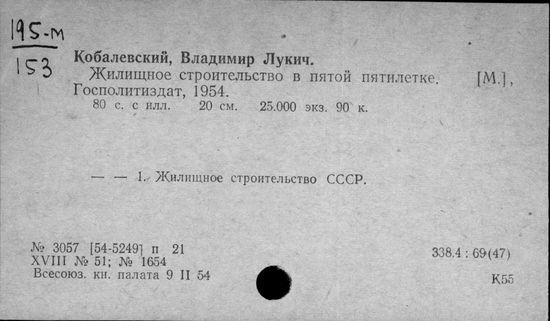 195-м
153
Кобалевский, Владимир Лукич.
Жилищное строительство в пятой пятилетке. [М.],
Госполитиздат, 1954.
80 с. с илл. 20 см. 25.000 экз. 90 к.
— — 1. Жилищное строительство СССР.
№ 3057 [54-5249] п 21
XVIII № 51; № 1654
Всесоюз. кн. палата 9 II 54
338.4 : 69(47)
К55